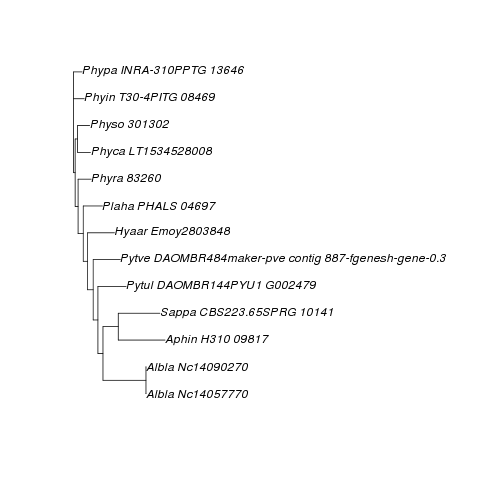 Phypa INRA-310PPTG 13646
Phyin T30-4PITG 08469
Physo 301302
Phyca LT1534528008
Phyra 83260
Plaha PHALS 04697
Hyaar Emoy2803848
Pytve DAOMBR484maker-pve contig 887-fgenesh-gene-0.3
Pytul DAOMBR144PYU1 G002479
Sappa CBS223.65SPRG 10141
Aphin H310 09817
Albla Nc14090270
Albla Nc14057770